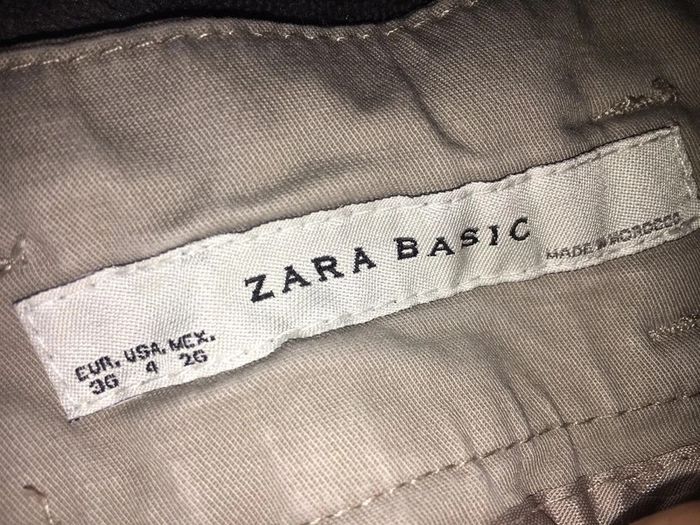 ZARA BASIC
MADE IN MOROCCO
EUR. USA. MEX.
36 4 26